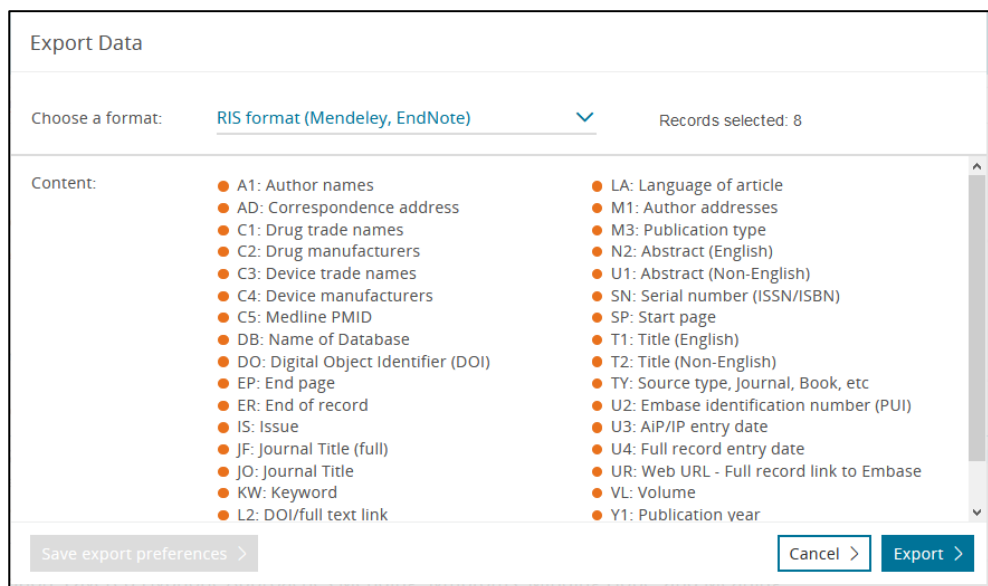 Export Data
Choose a format:
RIS format (Mendeley, EndNote)
Records selected: 8
Content:
A1: Author names
AD: Correspondence address
C1: Drug trade names
C2: Drug manufacturers
C3: Device trade names
C4: Device manufacturers
C5: Medline PMID
DB: Name of Database
DO: Digital Object Identifier (DOI)
EP: End page
ER: End of record
IS: Issue
JF: Journal Title (full)
JO: Journal Title
KW: Keyword
L2: DOI/full text link
LA: Language of article
M1: Author addresses
M3: Publication type
N2: Abstract (English)
U1: Abstract (Non-English)
SN: Serial number (ISSN/ISBN)
SP: Start page
T1: Title (English)
T2: Title (Non-English)
TY: Source type, Journal, Book, etc
U2: Embase identification number (PUI)
U3: AiP/IP entry date
U4: Full record entry date
UR: Web URL - Full record link to Embase
VL: Volume
Y1: Publication year
Save export preferences >
Cancel >
Export >